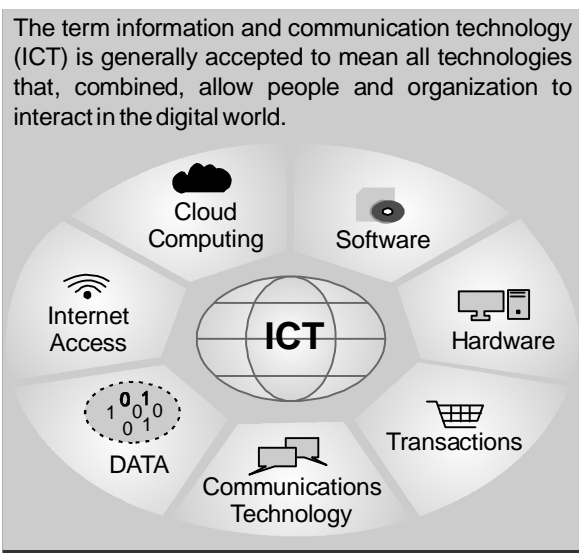 The term information and communication technology
(ICT) is generally accepted to mean all technologies
that, combined, allow people and organization to
interact in the digital world.
Cloud
Computing
Software
Internet
Access
ICT
Hardware
1 0 1 0 0 0
0 1
DATA
Transactions
Communications
Technology